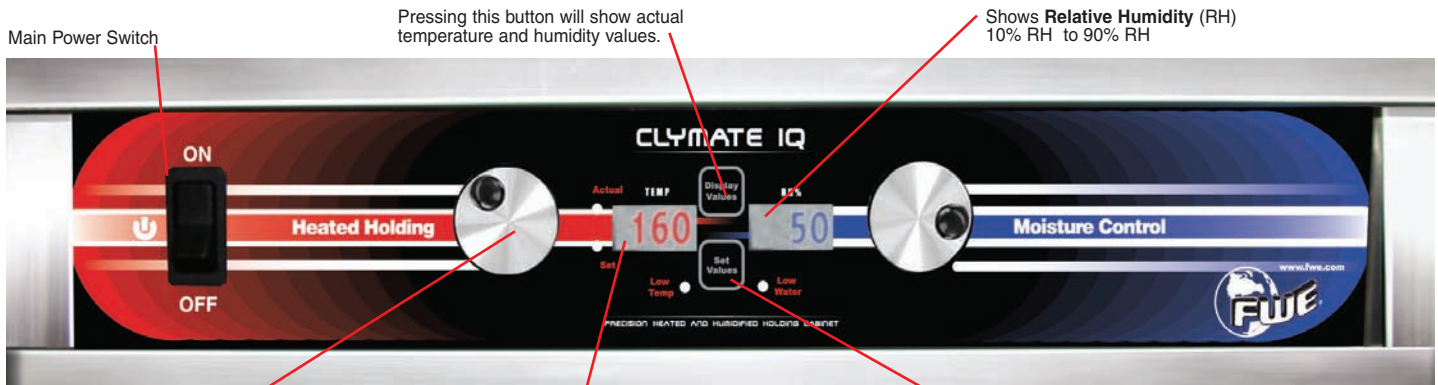 Main Power Switch
Pressing this button will show actual
temperature and humidity values.
Shows Relative Humidity (RH)
10% RH to 90% RH
CLYMATE IQ
ON
OFF
Heated Holding
Actual
Set
TEMP
160
Display
Values
RH%
50
Set
Values
Low
Temp
Low
Water
Moisture Control
www.fwe.com
FWE
PRECISION HEATED AND HUMIDIFIED HOLDING CABINET